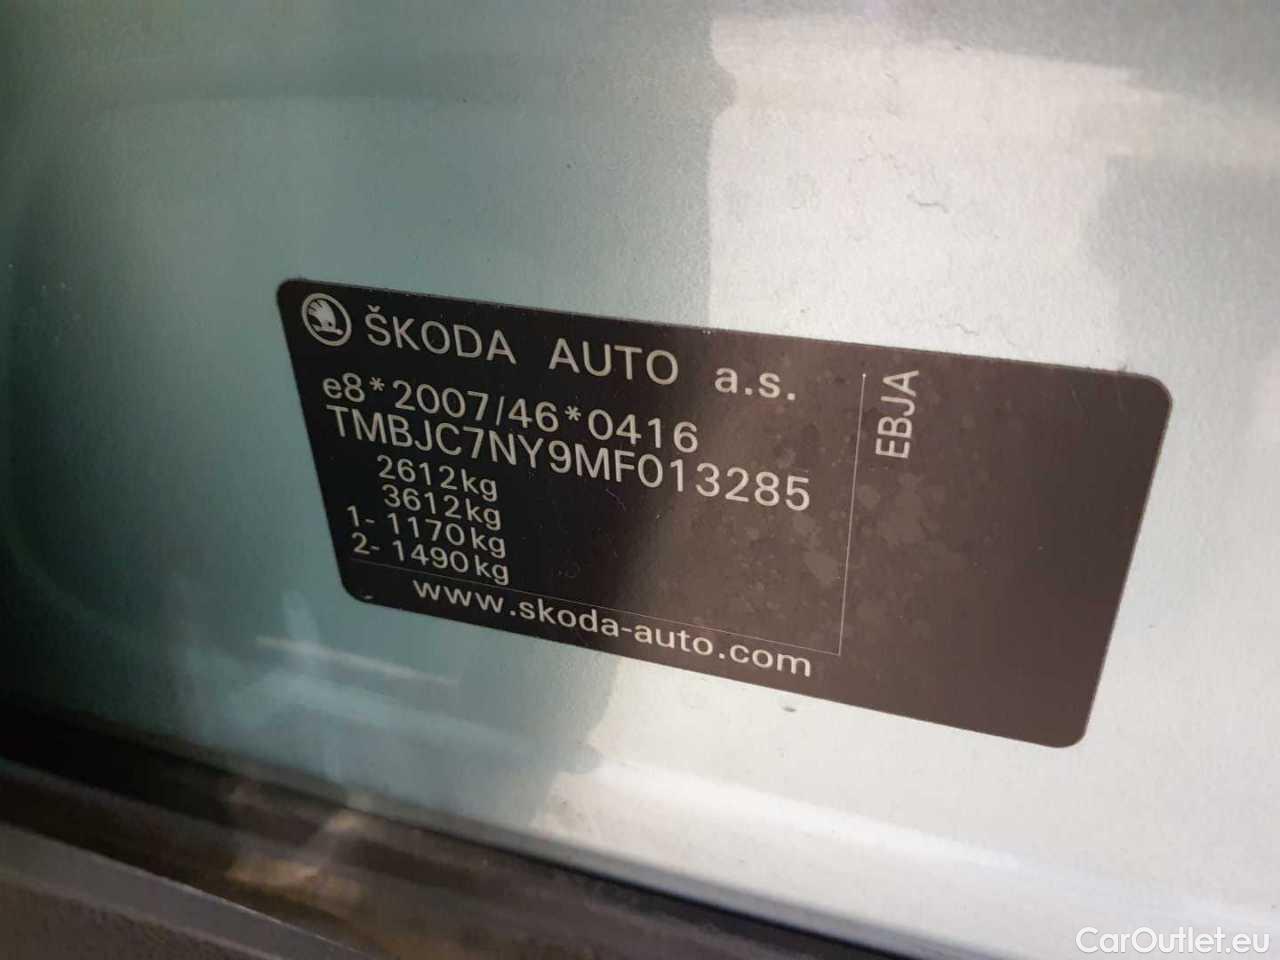 ŠKODA AUTO a.s.
e8*2007/46*0416
TMBJC7NY9MF013285
2612kg
3612kg
1- 1170kg
2- 1490kg
www.skoda-auto.com
EBJA
CarOutlet.eu